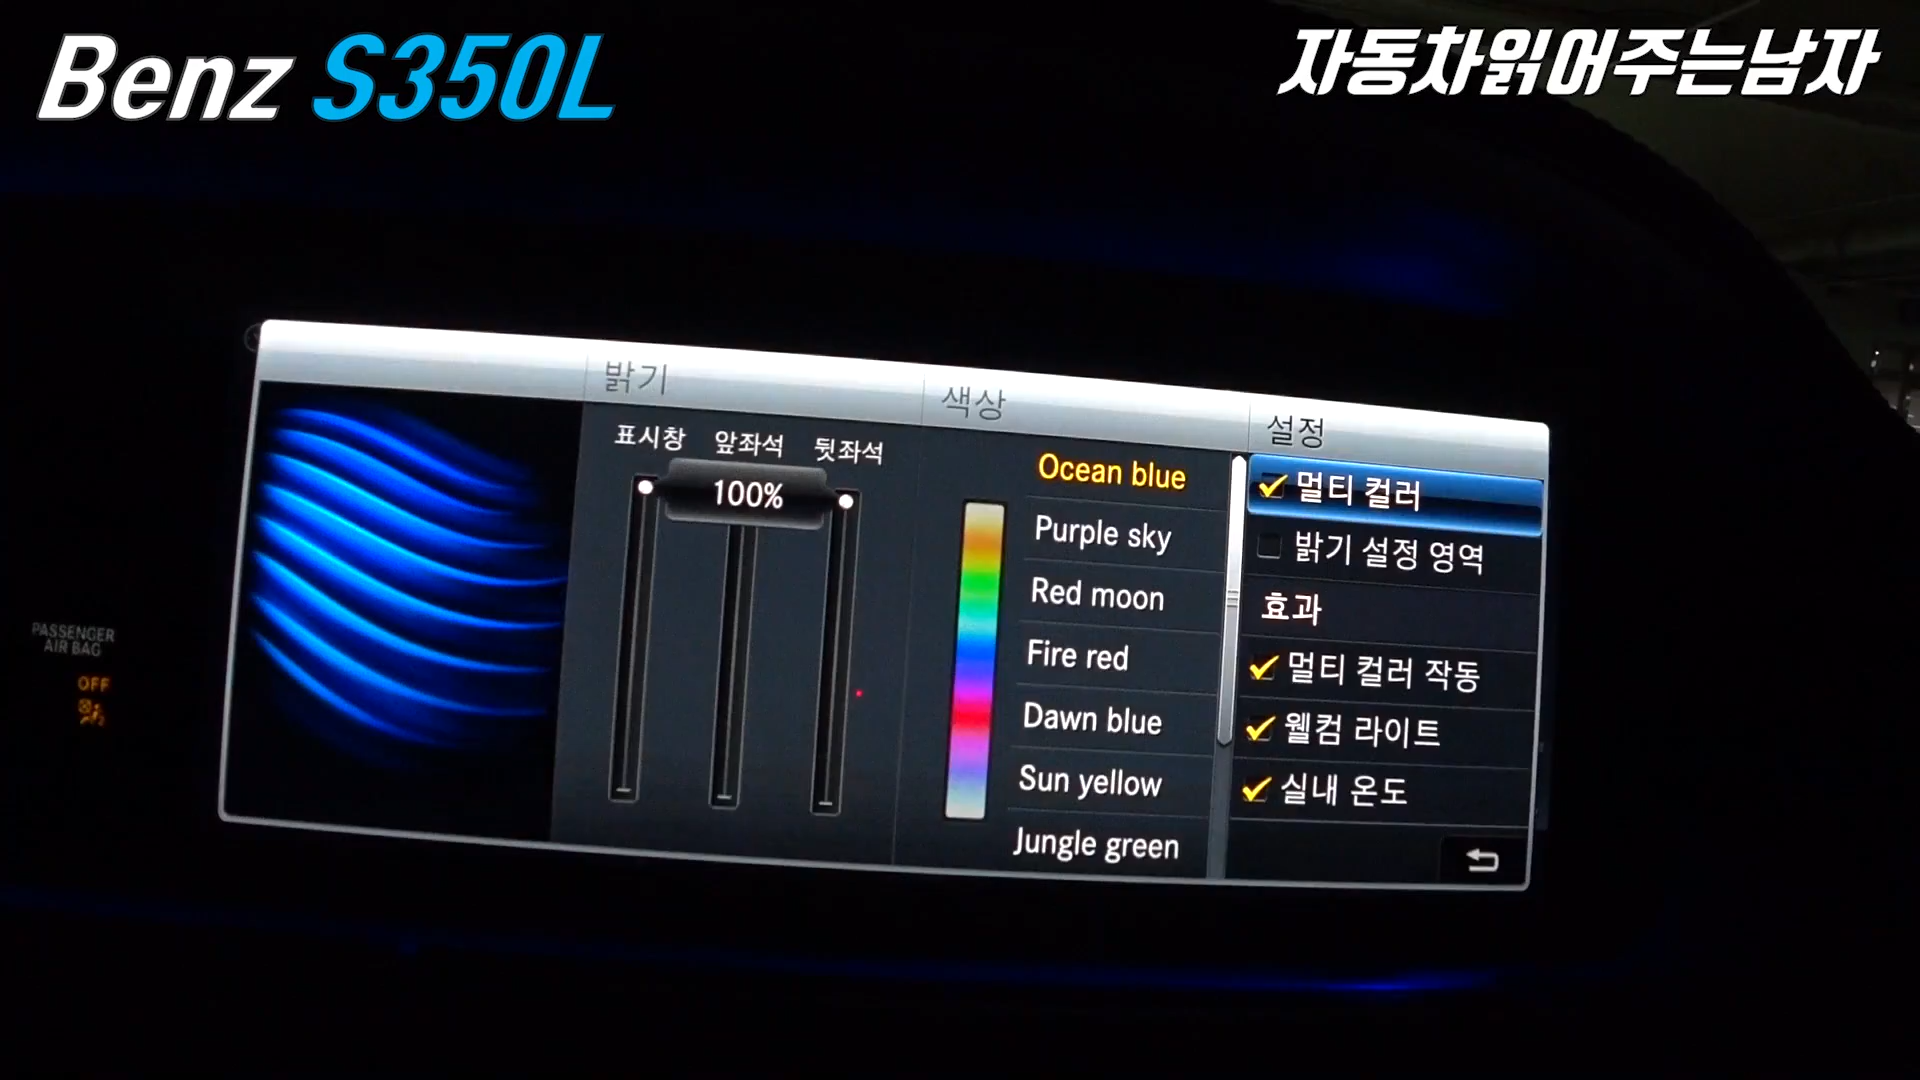 Benz S350L
자동차읽어주는남자
밝기
색상
설정
표시창 앞좌석 뒷좌석
100%
Ocean blue
Purple sky
Red moon
Fire red
Dawn blue
Sun yellow
Jungle green
멀티 컬러
밝기 설정 영역
효과
멀티 컬러 작동
웰컴 라이트
실내 온도
PASSENGER
AIR BAG
OFF